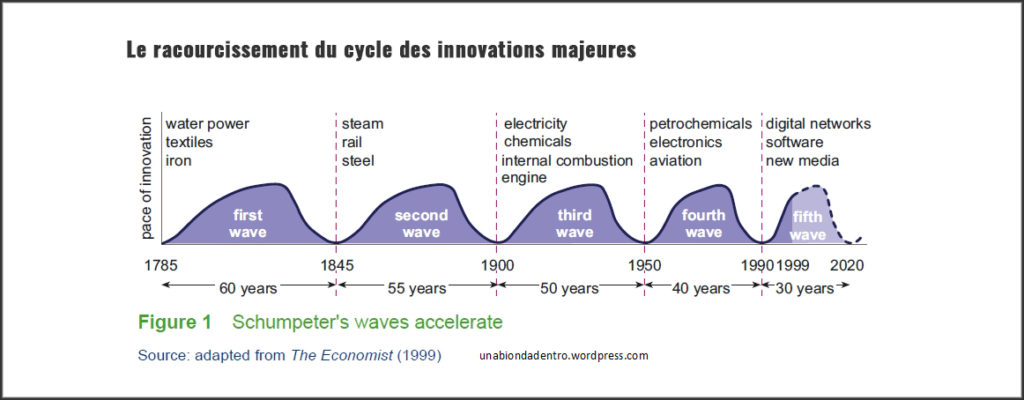 Le racourcissement du cycle des innovations majeures
pace of innovation
water power
textiles
iron
steam
rail
steel
electricity
chemicals
internal combustion
engine
petrochemicals
electronics
aviation
digital networks
software
new media
first
wave
second
wave
third
wave
fourth
wave
fifth
wave
1785 1845 1900 1950 1990 1999 2020
60 years 55 years 50 years 40 years 30 years
Figure 1 Schumpeter's waves accelerate
Source: adapted from The Economist (1999) unabiondadentro.wordpress.com